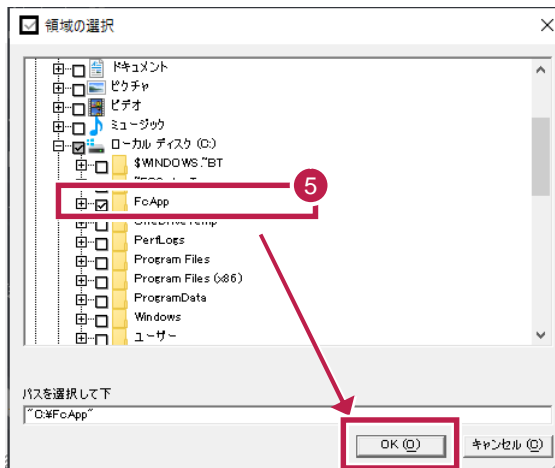 領域の選択
ドキュメント
ピクチャ
ビデオ
ミュージック
ローカル ディスク (C:)
$WINDOWS.~BT
5
FcApp
OneDriveTemp
PerfLogs
Program Files
Program Files (x86)
ProgramData
Windows
ユーザー
パスを選択して下
"C:¥FcApp"
OK (O)
キャンセル (C)